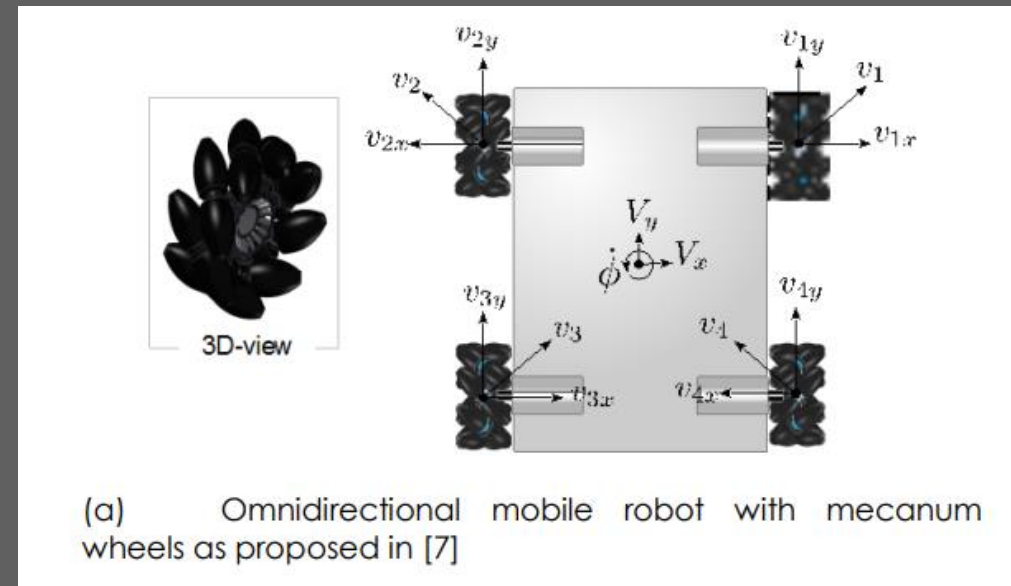 v2y
v1y
v2
v1
v2x
v1x
3D-view
Vy
Vx
φ̇
v3y
v4y
v3
v4
v3x
v4x
(a) Omnidirectional mobile robot with mecanum
wheels as proposed in [7]